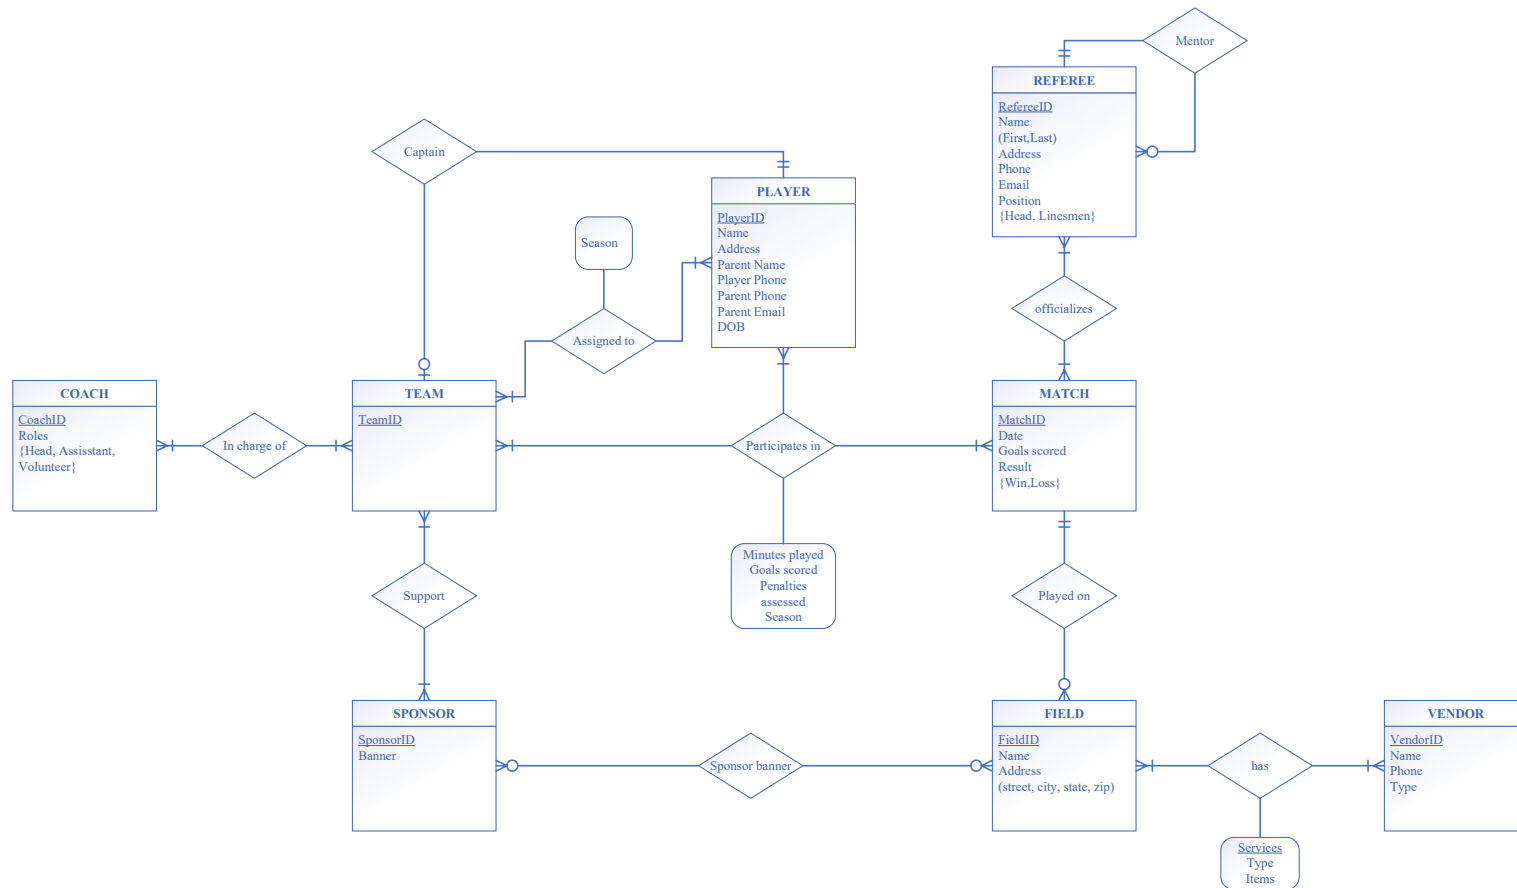 Mentor
REFEREE
RefereeID
Name
(First,Last)
Address
Phone
Email
Position
{Head, Linesmen}
Captain
PLAYER
PlayerID
Name
Address
Parent Name
Player Phone
Parent Phone
Parent Email
DOB
Season
Assigned to
officializes
COACH
CoachID
Roles
{Head, Assisstant,
Volunteer}
In charge of
TEAM
TeamID
Participates in
MATCH
MatchID
Date
Goals scored
Result
{Win,Loss}
Minutes played
Goals scored
Penalties
assessed
Season
Support
Played on
SPONSOR
SponsorID
Banner
Sponsor banner
FIELD
FieldID
Name
Address
(street, city, state, zip)
has
VENDOR
VendorID
Name
Phone
Type
Services
Type
Items